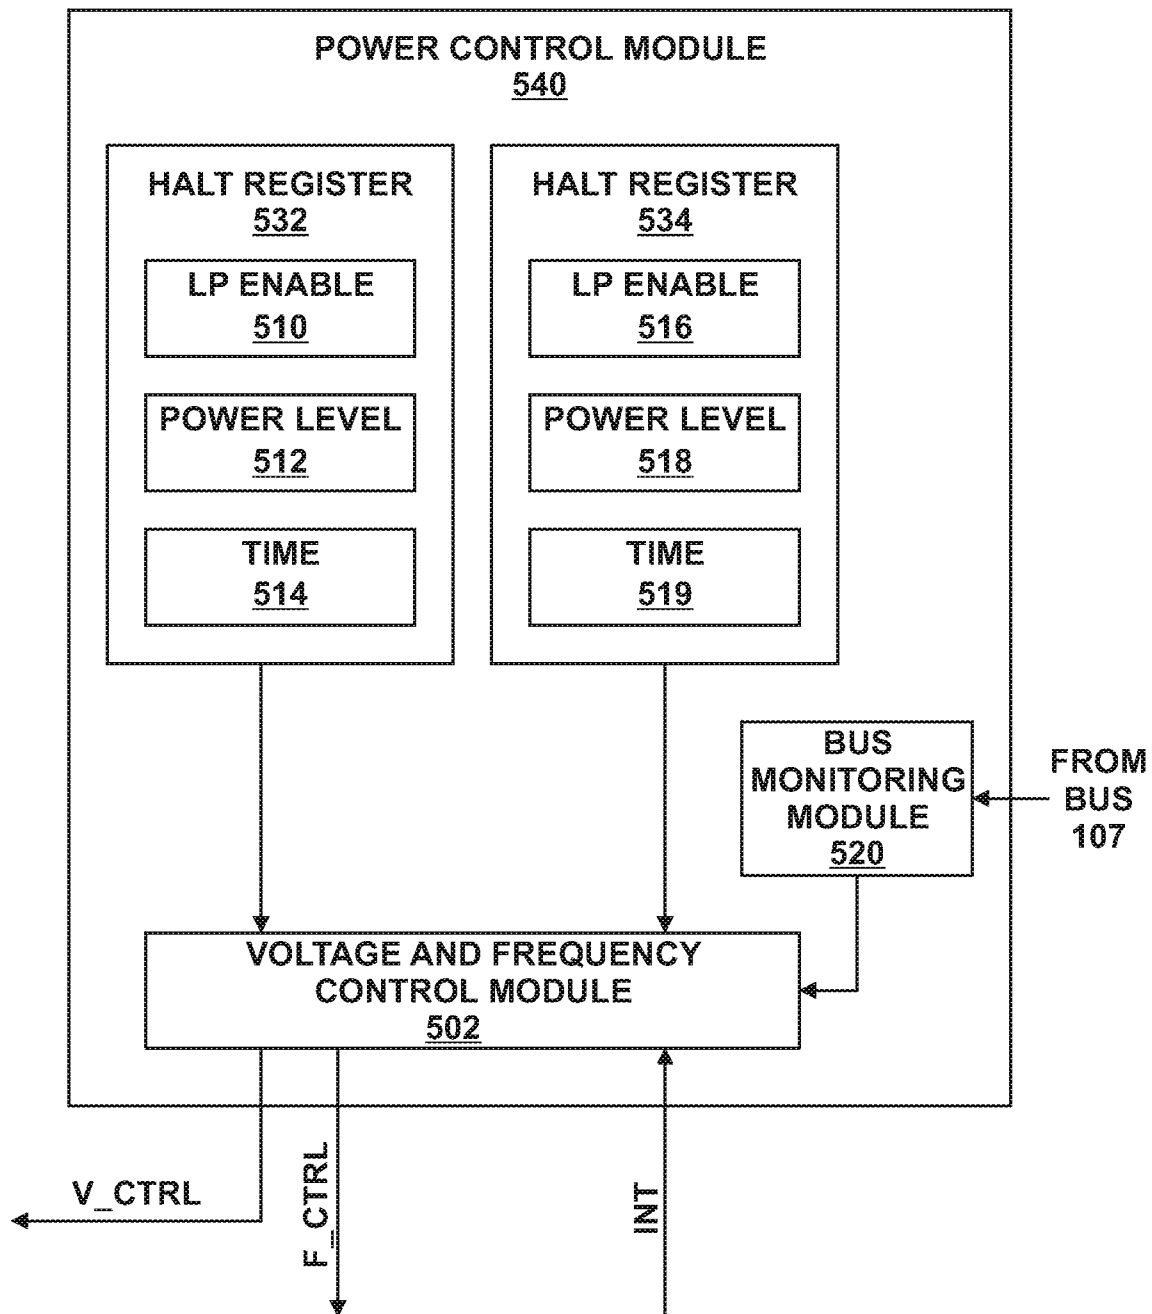 POWER CONTROL MODULE
540
HALT REGISTER
532
LP ENABLE
510
POWER LEVEL
512
TIME
514
HALT REGISTER
534
LP ENABLE
516
POWER LEVEL
518
TIME
519
BUS
MONITORING
MODULE
520
FROM
BUS
107
VOLTAGE AND FREQUENCY
CONTROL MODULE
502
V_CTRL
F_CTRL
INT